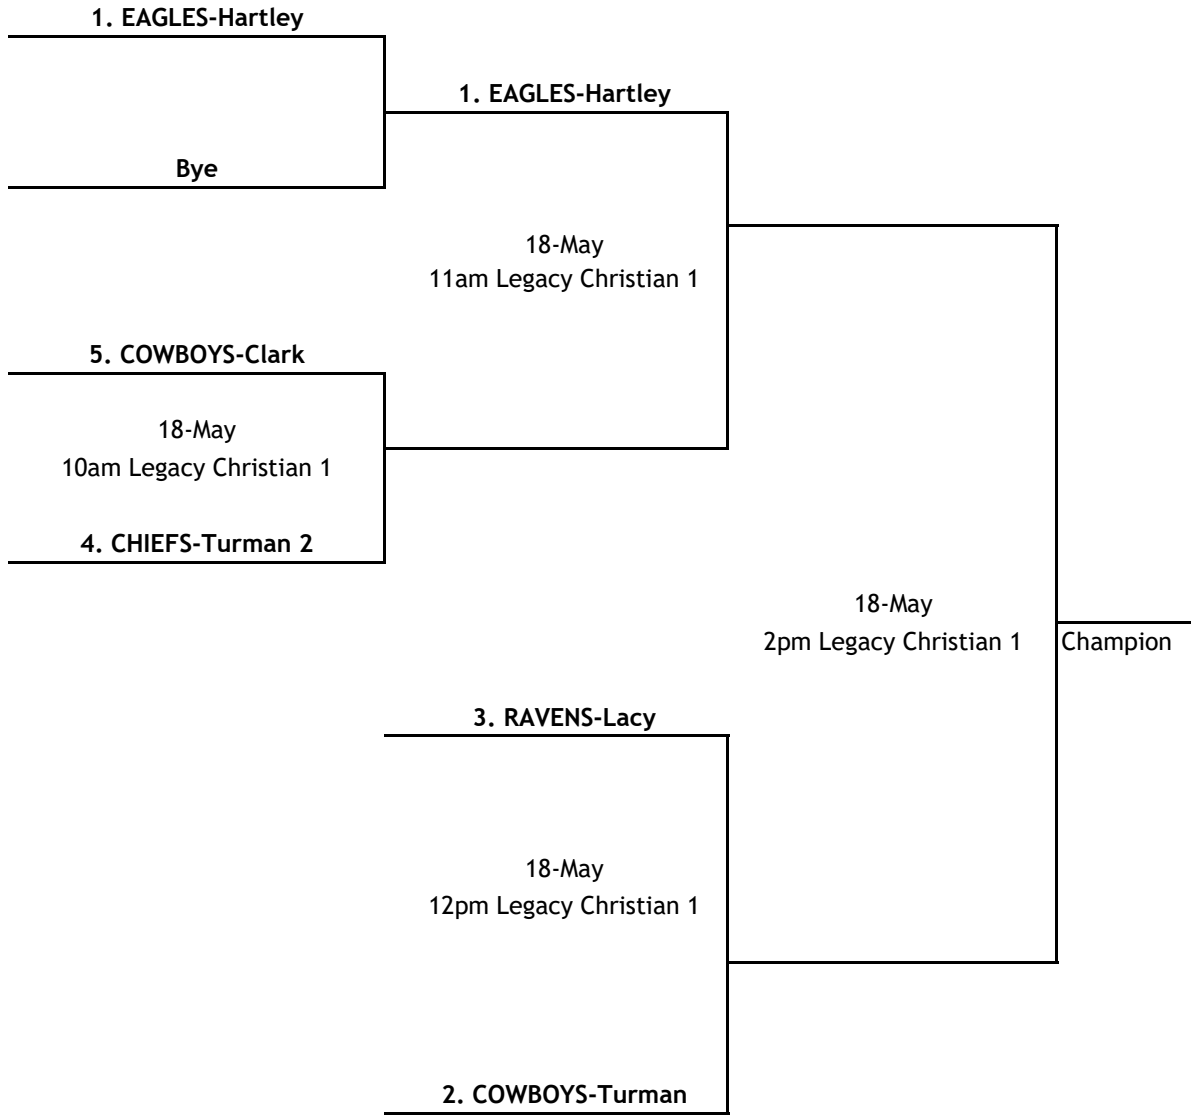 1. EAGLES-Hartley
1. EAGLES-Hartley
Bye
18-May
11am Legacy Christian 1
5. COWBOYS-Clark
18-May
10am Legacy Christian 1
4. CHIEFS-Turman 2
18-May
2pm Legacy Christian 1
Champion
3. RAVENS-Lacy
18-May
12pm Legacy Christian 1
2. COWBOYS-Turman